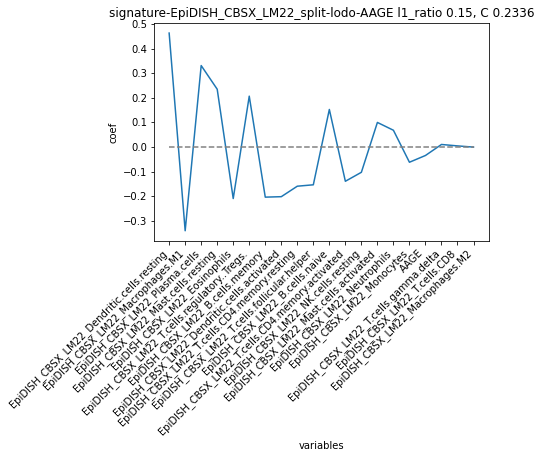 signature-EpiDISH_CBSX_LM22_split-lodo-AAGE l1_ratio 0.15, C 0.2336
0.5
0.4
0.3
0.2
0.1
0.0
−0.1
−0.2
−0.3
coef
EpiDISH_CBSX_LM22_Dendritic.cells.resting
EpiDISH_CBSX_LM22_Macrophages.M1
EpiDISH_CBSX_LM22_Plasma.cells
EpiDISH_CBSX_LM22_Mast.cells.resting
EpiDISH_CBSX_LM22_Eosinophils
EpiDISH_CBSX_LM22_T.cells.regulatory..Tregs.
EpiDISH_CBSX_LM22_B.cells.memory
EpiDISH_CBSX_LM22_Dendritic.cells.activated
EpiDISH_CBSX_LM22_T.cells.CD4.memory.resting
EpiDISH_CBSX_LM22_T.cells.follicular.helper
EpiDISH_CBSX_LM22_B.cells.naive
EpiDISH_CBSX_LM22_T.cells.CD4.memory.activated
EpiDISH_CBSX_LM22_NK.cells.resting
EpiDISH_CBSX_LM22_Mast.cells.activated
EpiDISH_CBSX_LM22_Neutrophils
EpiDISH_CBSX_LM22_Monocytes
AAGE
EpiDISH_CBSX_LM22_T.cells.gamma.delta
EpiDISH_CBSX_LM22_T.cells.CD8
EpiDISH_CBSX_LM22_Macrophages.M2
variables